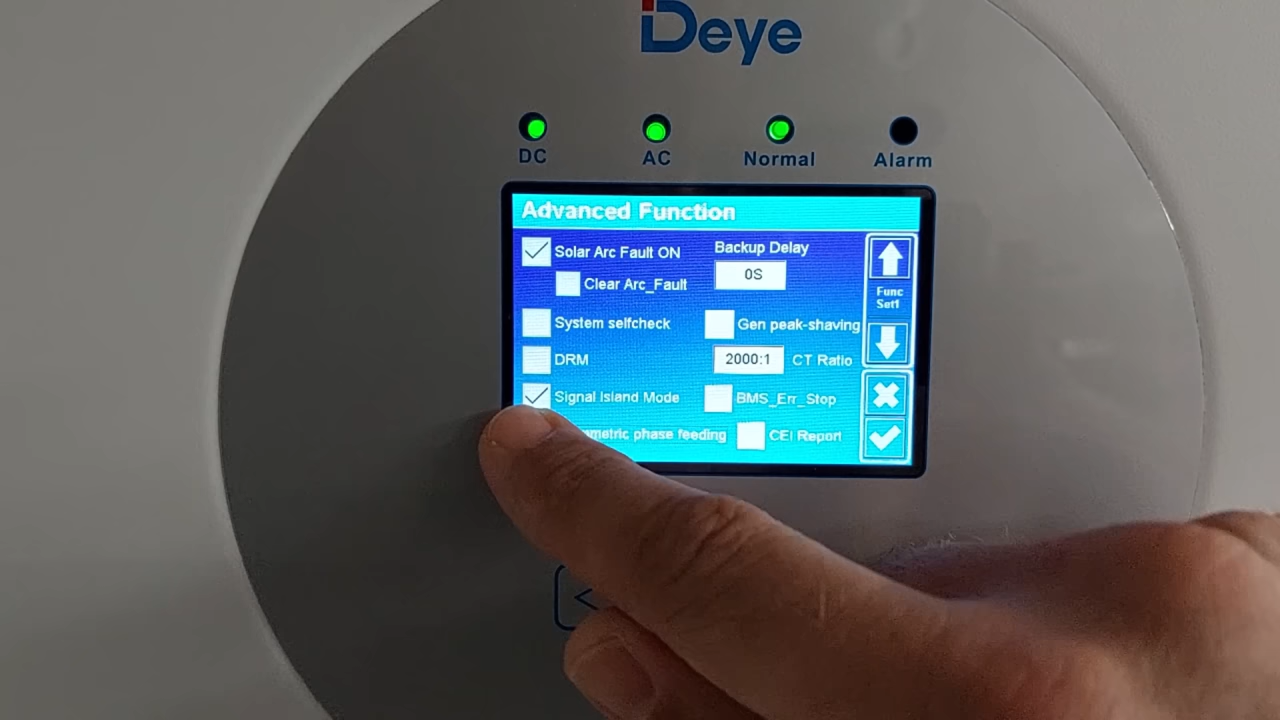 Deye
DC AC Normal Alarm
Advanced Function
Solar Arc Fault ON
Backup Delay
0S
Clear Arc_Fault
Func
Set1
System selfcheck
Gen peak-shaving
DRM
2000:1 CT Ratio
Signal Island Mode
BMS_Err_Stop
metric phase feeding
CEI Report
<